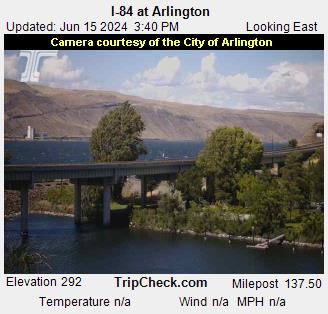 I-84 at Arlington
Updated: Jun 15 2024 3:40 PM Looking East
Camera courtesy of the City of Arlington
Elevation 292 TripCheck.com Milepost 137.50
Temperature n/a Wind n/a MPH n/a